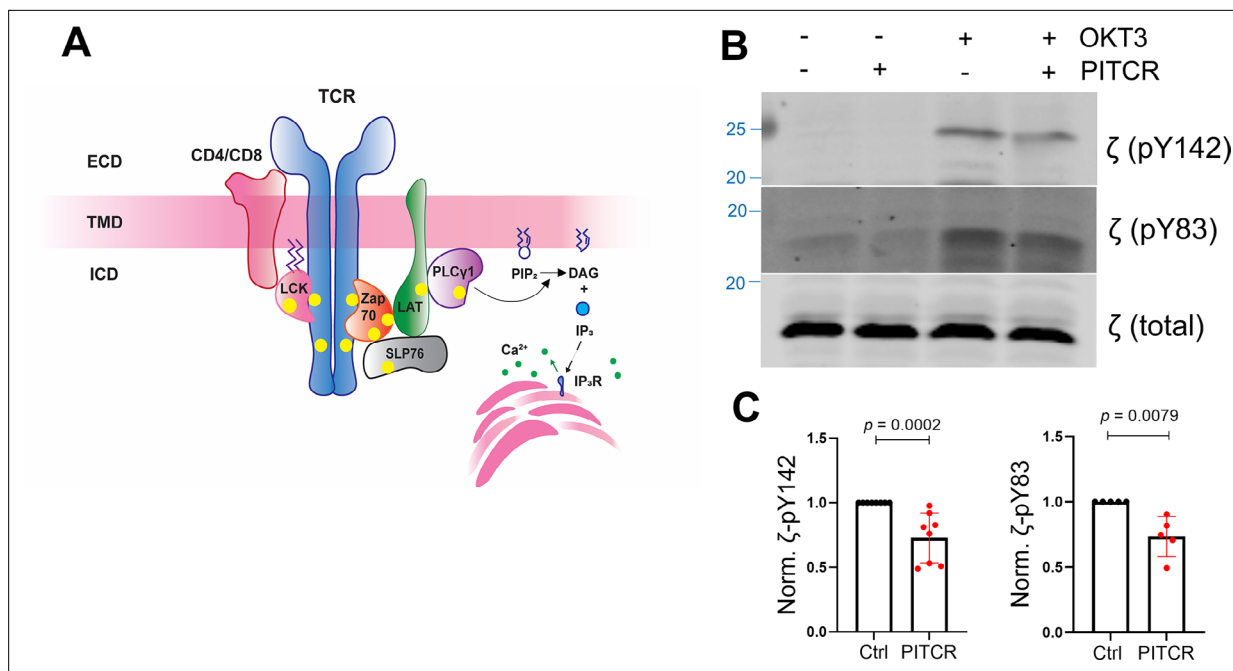 A
TCR
CD4/CD8
ECD
TMD
ICD
LCK
Zap
70
LAT
PLCγ1
SLP76
PIP₂
DAG
+
IP₃
Ca²⁺
IP₃R
B
- - + + OKT3
- + - + PITCR
25
20
ζ (pY142)
20
ζ (pY83)
20
ζ (total)
C
p = 0.0002
Norm. ζ-pY142
1.5
1.0
0.5
0.0
Ctrl PITCR
p = 0.0079
Norm. ζ-pY83
1.5
1.0
0.5
0.0
Ctrl PITCR